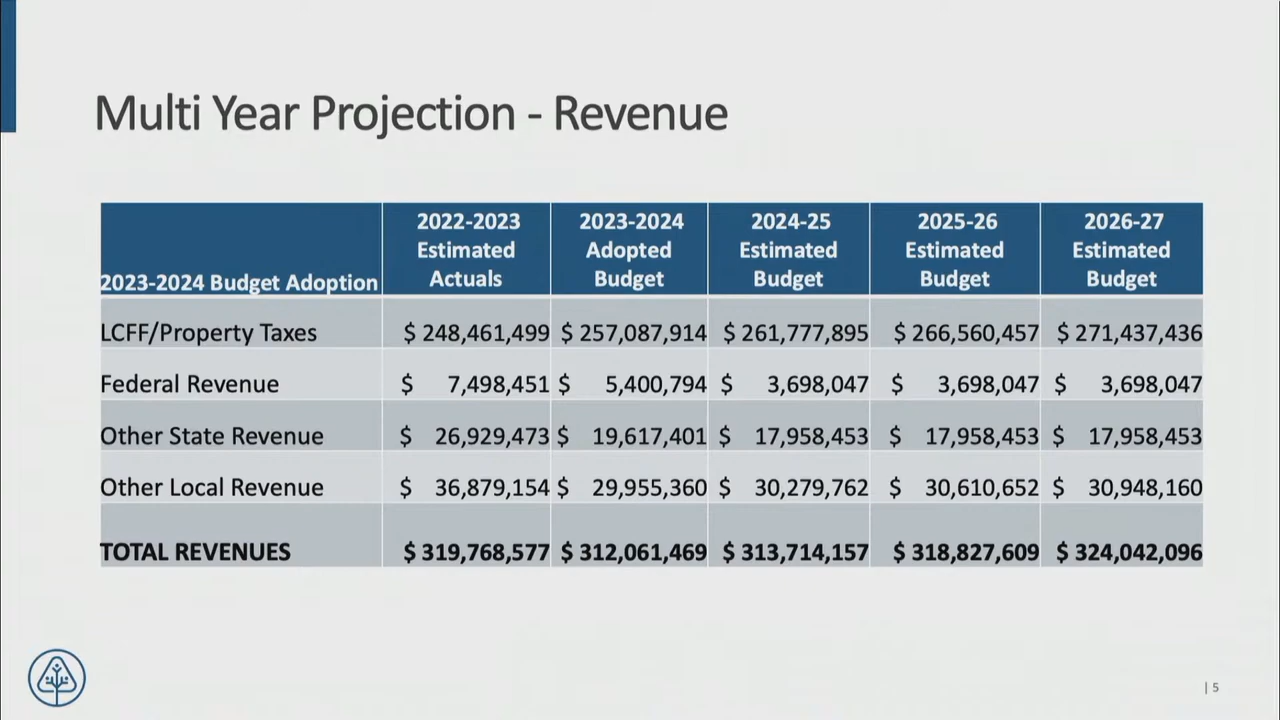 Multi Year Projection - Revenue
2023-2024 Budget Adoption 2022-2023 Estimated Actuals 2023-2024 Adopted Budget 2024-25 Estimated Budget 2025-26 Estimated Budget 2026-27 Estimated Budget
LCFF/Property Taxes $ 248,461,499 $ 257,087,914 $ 261,777,895 $ 266,560,457 $ 271,437,436
Federal Revenue $ 7,498,451 $ 5,400,794 $ 3,698,047 $ 3,698,047 $ 3,698,047
Other State Revenue $ 26,929,473 $ 19,617,401 $ 17,958,453 $ 17,958,453 $ 17,958,453
Other Local Revenue $ 36,879,154 $ 29,955,360 $ 30,279,762 $ 30,610,652 $ 30,948,160
TOTAL REVENUES $ 319,768,577 $ 312,061,469 $ 313,714,157 $ 318,827,609 $ 324,042,096
| 5